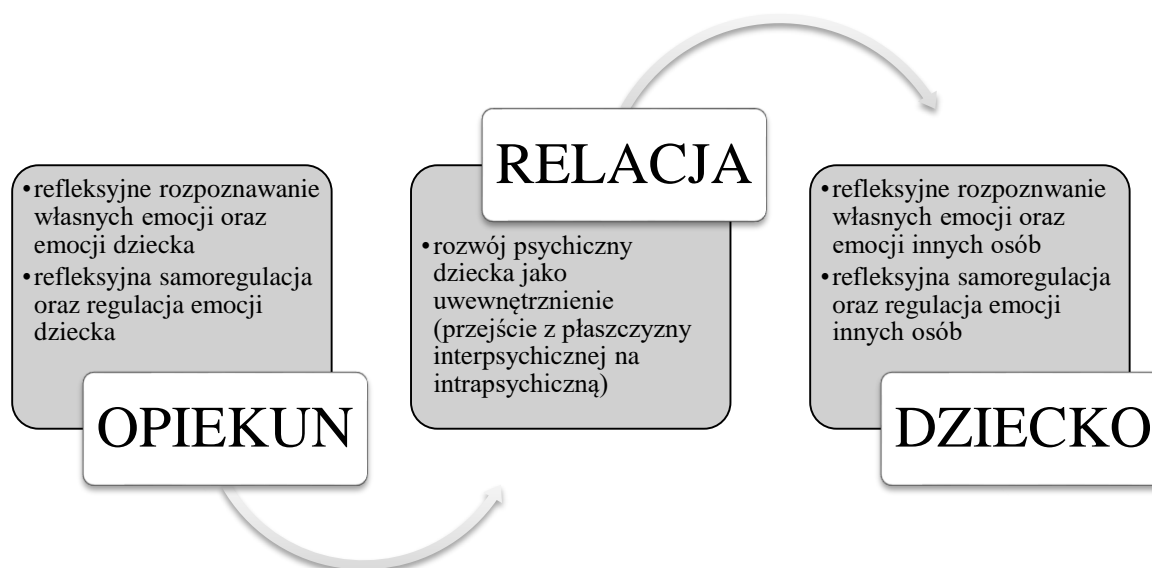 •refleksyjne rozpoznawanie
własnych emocji oraz
emocji dziecka
•refleksyjna samoregulacja
oraz regulacja emocji
dziecka
OPIEKUN
RELACJA
•rozwój psychiczny
dziecka jako
uwewnętrznienie
(przejście z płaszczyzny
interpsychicznej na
intrapsychiczną)
•refleksyjne rozpoznwanie
własnych emocji oraz
emocji innych osób
•refleksyjna samoregulacja
oraz regulacja emocji
innych osób
DZIECKO